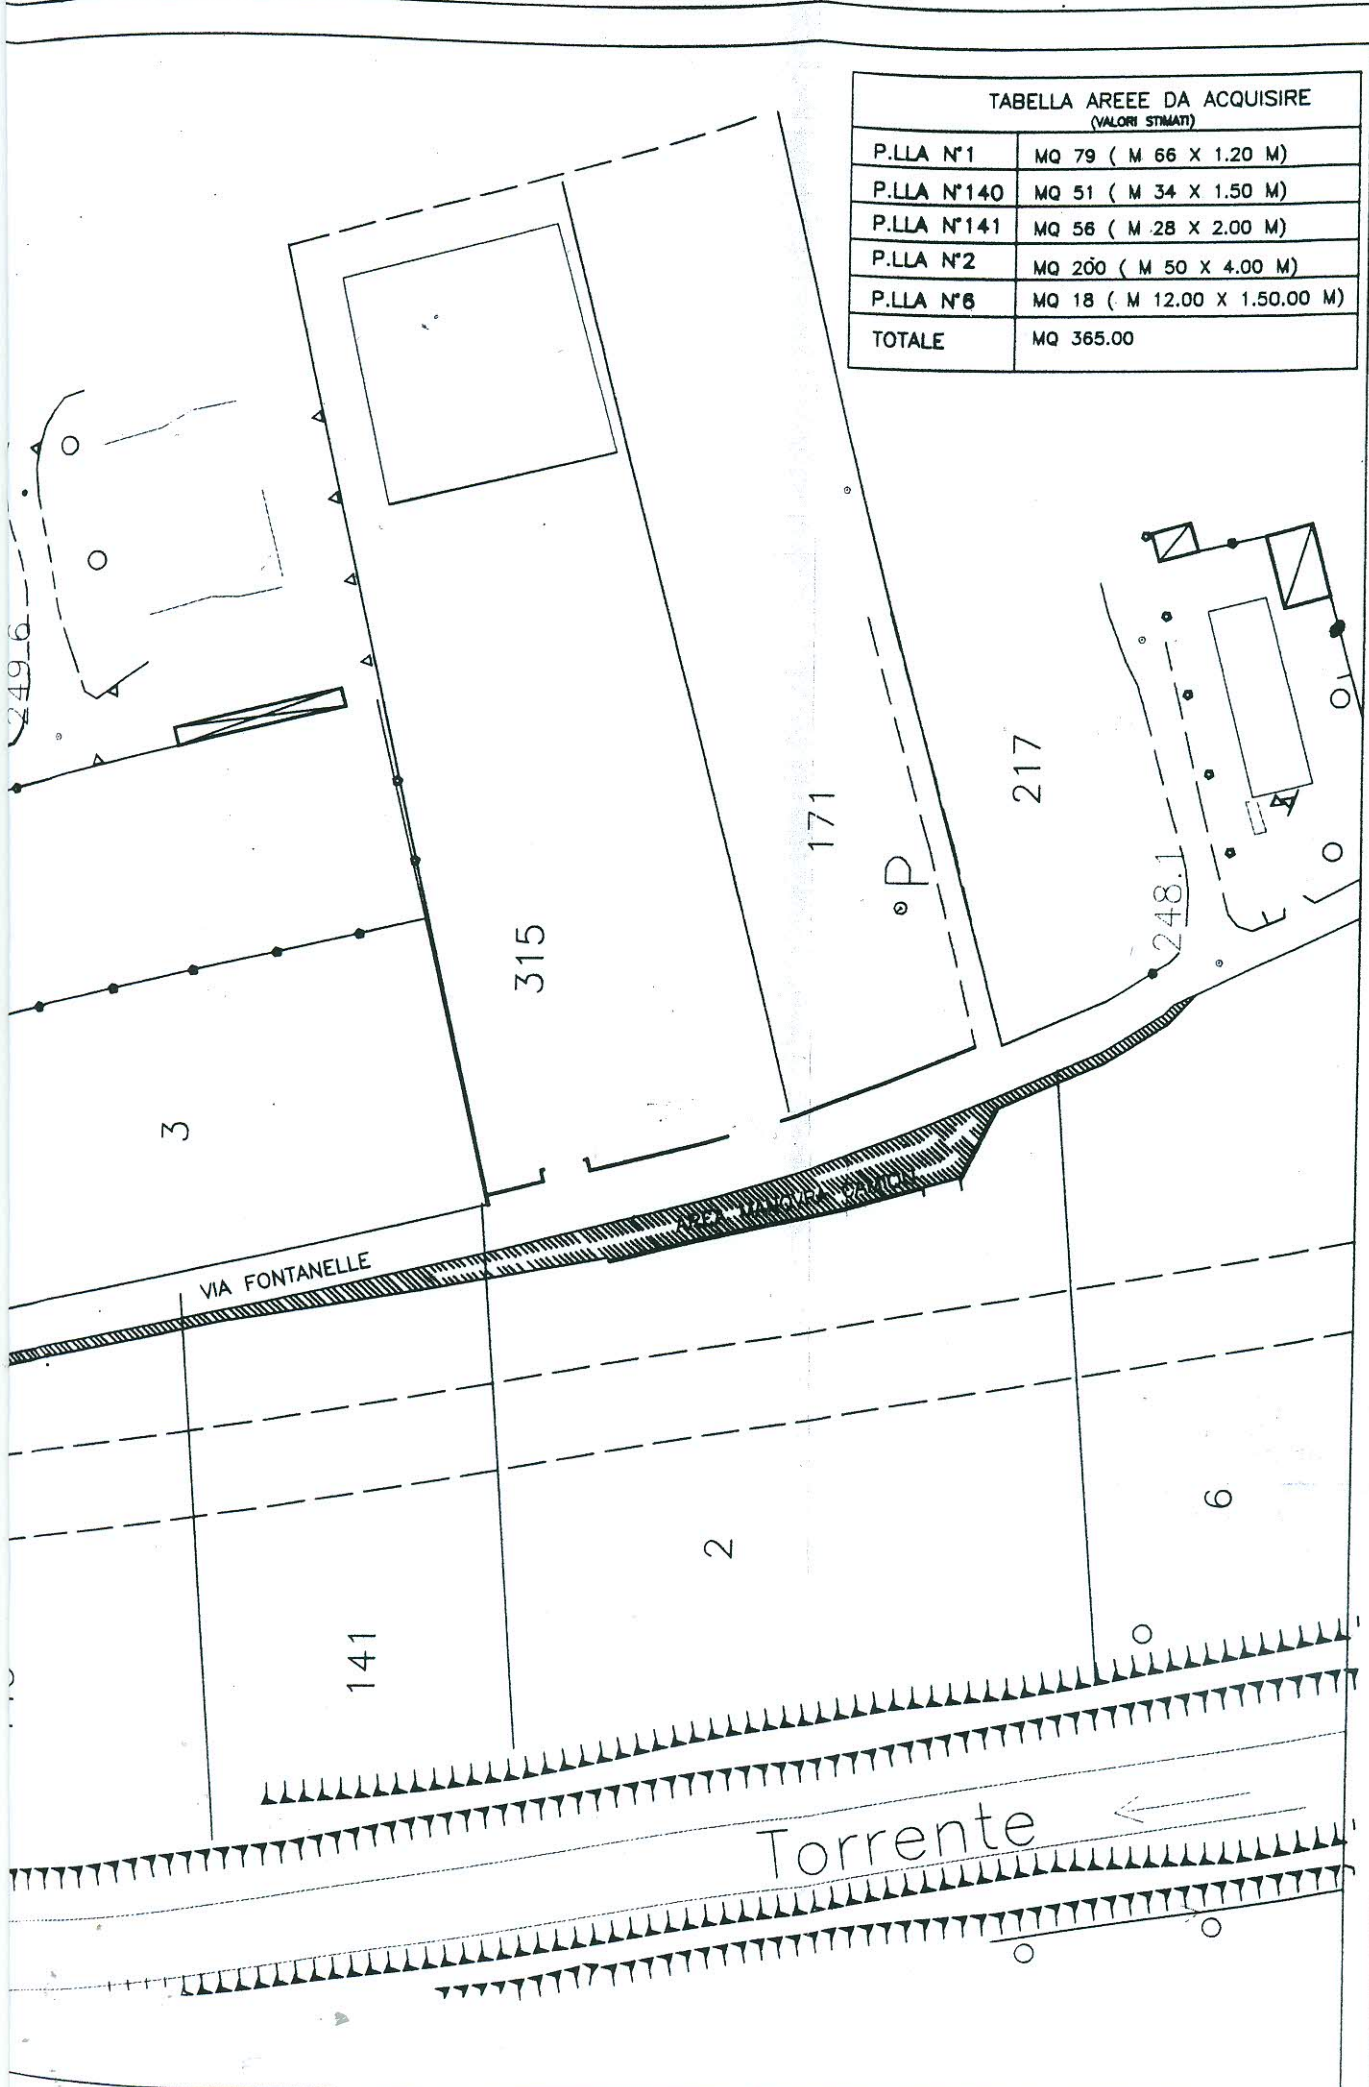 TABELLA AREEE DA ACQUISIRE
(VALORI STIMATI)
P.LLA N°1 MQ 79 ( M 66 X 1.20 M)
P.LLA N°140 MQ 51 ( M 34 X 1.50 M)
P.LLA N°141 MQ 56 ( M 28 X 2.00 M)
P.LLA N°2 MQ 200 ( M 50 X 4.00 M)
P.LLA N°6 MQ 18 ( M 12.00 X 1.50.00 M)
TOTALE MQ 365.00
249.6
217
171
P
248.1
315
3
AREA MANOVRA CAMION
VIA FONTANELLE
6
2
141
Torrente